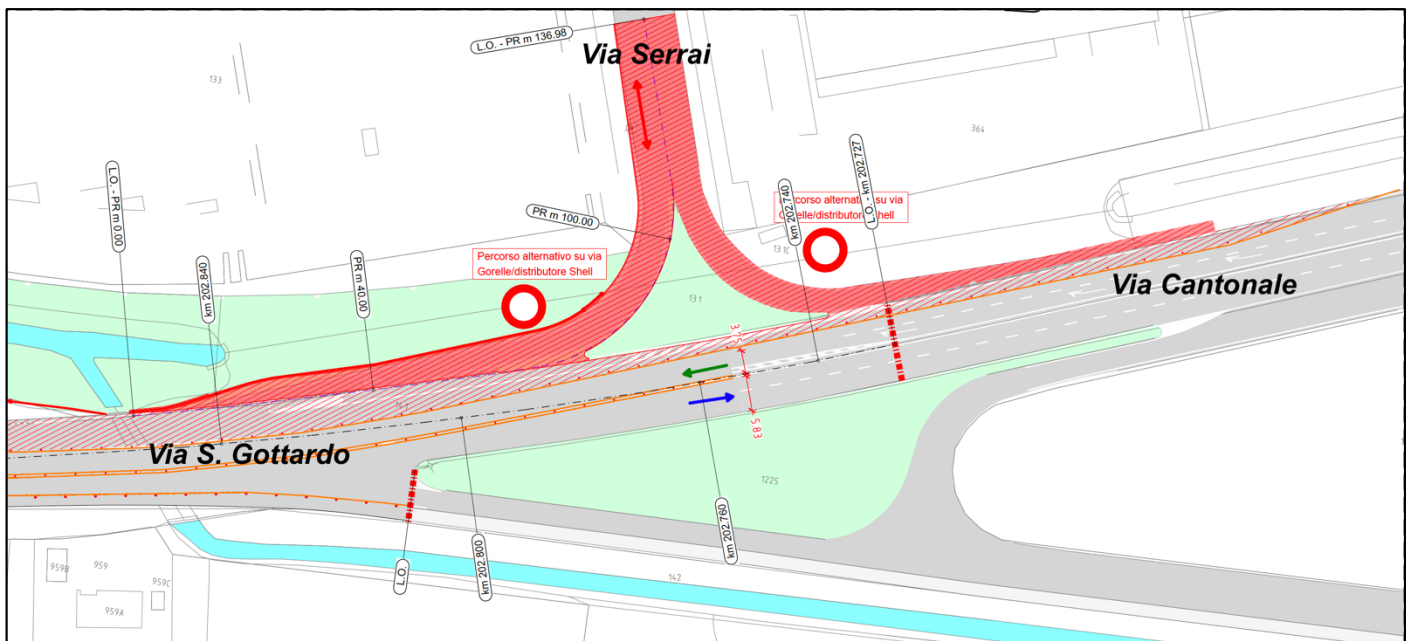 L.O. - PR m 136.98
Via Serrai
133
364
L.O. - PR m 0.00
km 202.840
PR m 40.00
PR m 100.00
Percorso alternativo su via
Gorelle/distributore Shell
km 202.740
L.O. - km 202.727
corso alternativo su via
elle/distributore Shell
131C
131
Via Cantonale
3.75
5.83
Via S. Gottardo
1225
L.O.
km 202.800
km 202.760
142
959B
959
959C
959A